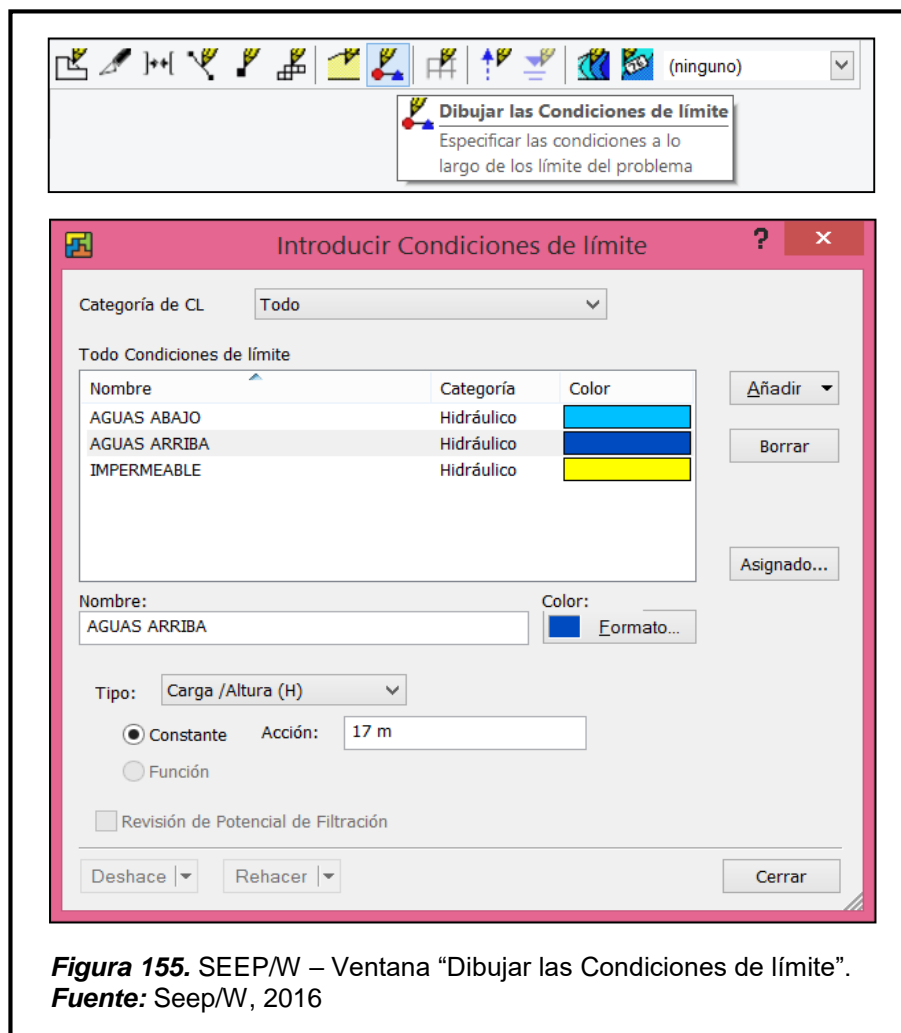 (ninguno)
Dibujar las Condiciones de límite
Especificar las condiciones a lo
largo de los límite del problema
Introducir Condiciones de límite ? ×
Categoría de CL Todo
Todo Condiciones de límite
Nombre Categoría Color
AGUAS ABAJO Hidráulico
AGUAS ARRIBA Hidráulico
IMPERMEABLE Hidráulico
Añadir
Borrar
Asignado...
Nombre: Color:
AGUAS ARRIBA Formato...
Tipo: Carga /Altura (H)
Constante Acción: 17 m
Función
Revisión de Potencial de Filtración
Deshace Rehacer Cerrar
Figura 155. SEEP/W – Ventana “Dibujar las Condiciones de límite”.
Fuente: Seep/W, 2016